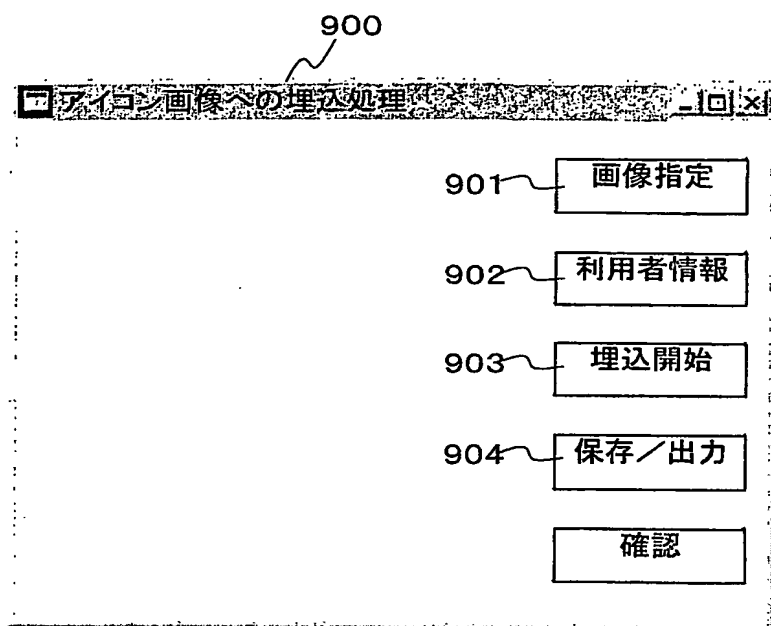 900
アイコン画像への埋込処理
901 画像指定
902 利用者情報
903 埋込開始
904 保存／出力
確認